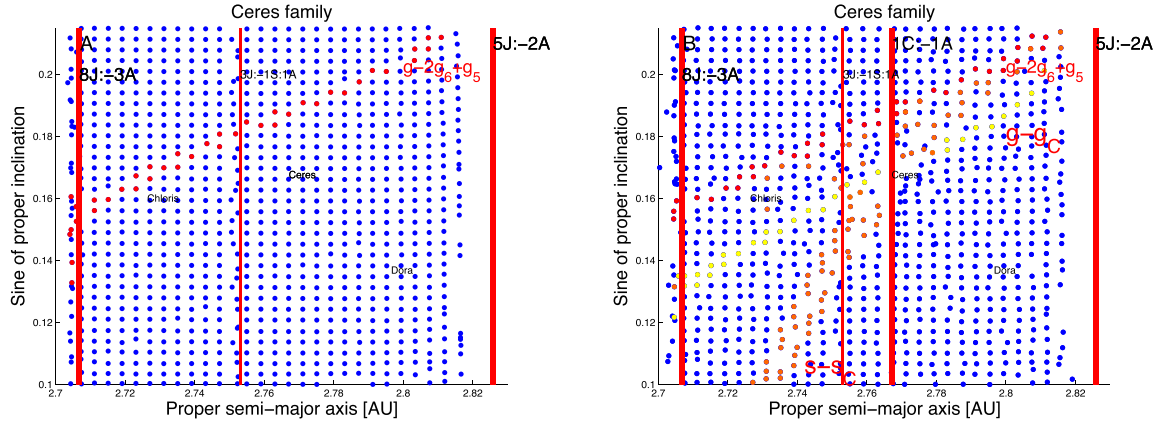 Ceres family
A
8J:−3A
3J:−1S:1A
5J:−2A
g−2g6+g5
Chloris
Ceres
Dora
Sine of proper inclination
0.2
0.18
0.16
0.14
0.12
0.1
2.7 2.72 2.74 2.76 2.78 2.8 2.82
Proper semi−major axis [AU]
Ceres family
B
8J:−3A
3J:−1S:1A
1C:−1A
5J:−2A
g−2g6+g5
g−gC
s−sC
Chloris
Ceres
Dora
Sine of proper inclination
0.2
0.18
0.16
0.14
0.12
0.1
2.7 2.72 2.74 2.76 2.78 2.8 2.82
Proper semi−major axis [AU]